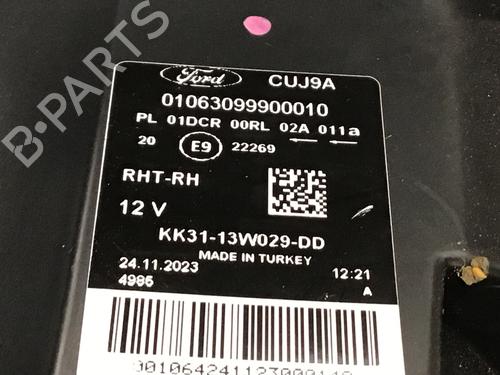 Ford CUJ9A
01063099900010
PL 01DCR 00RL 02A 011a
20 E9 22269
RHT-RH
12 V
KK31-13W029-DD
MADE IN TURKEY
24.11.2023 12:21
4985 A
B-PARTS